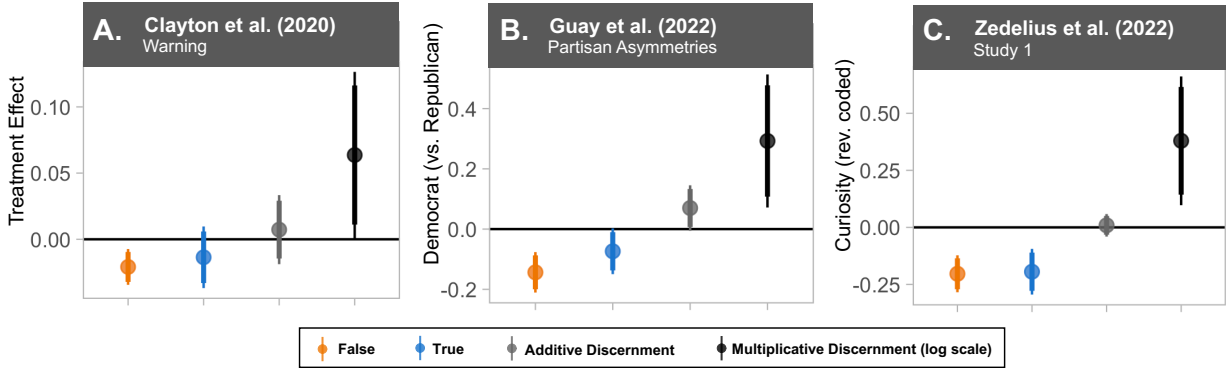 A. Clayton et al. (2020)
Warning
Treatment Effect
0.10
0.05
0.00
B. Guay et al. (2022)
Partisan Asymmetries
Democrat (vs. Republican)
0.4
0.2
0.0
-0.2
C. Zedelius et al. (2022)
Study 1
Curiosity (rev. coded)
0.50
0.25
0.00
-0.25
False True Additive Discernment Multiplicative Discernment (log scale)